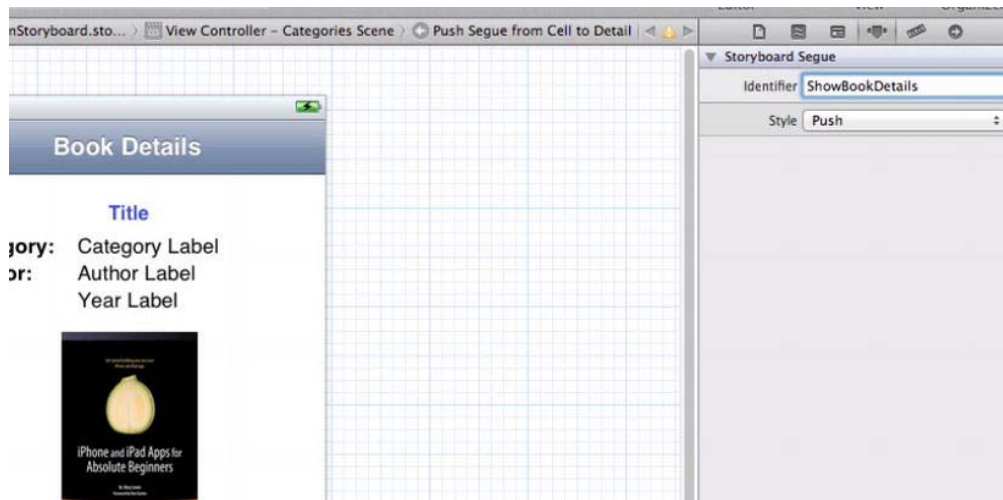 nStoryboard.sto... View Controller – Categories Scene Push Segue from Cell to Detail
Storyboard Segue
Identifier ShowBookDetails
Style Push
Book Details
Title
gory: Category Label
or: Author Label
Year Label
iPhone and iPad Apps for
Absolute Beginners